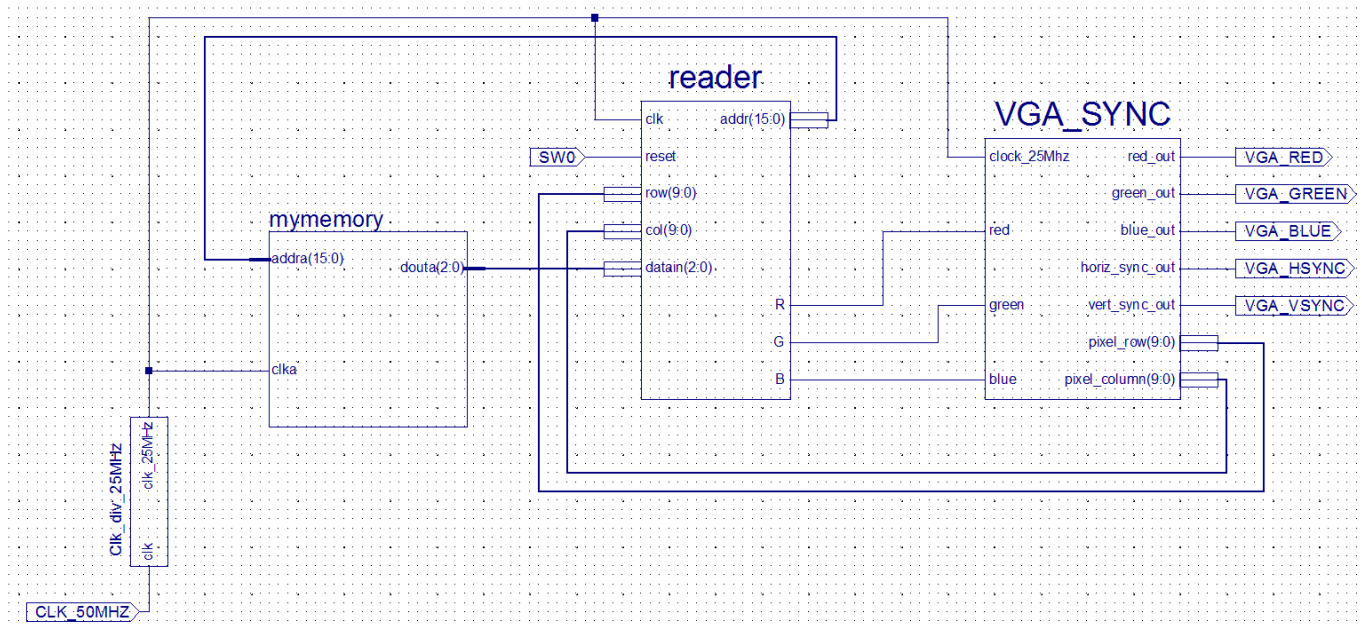 reader
clk
addr(15:0)
SW0
reset
row(9:0)
col(9:0)
datain(2:0)
R
G
B
VGA_SYNC
clock_25Mhz
red_out
VGA_RED
green_out
VGA_GREEN
red
blue_out
VGA_BLUE
horiz_sync_out
VGA_HSYNC
green
vert_sync_out
VGA_VSYNC
pixel_row(9:0)
blue
pixel_column(9:0)
mymemory
addra(15:0)
douta(2:0)
clka
Clk_div_25MHz
clk_25MHz
clk
CLK_50MHZ